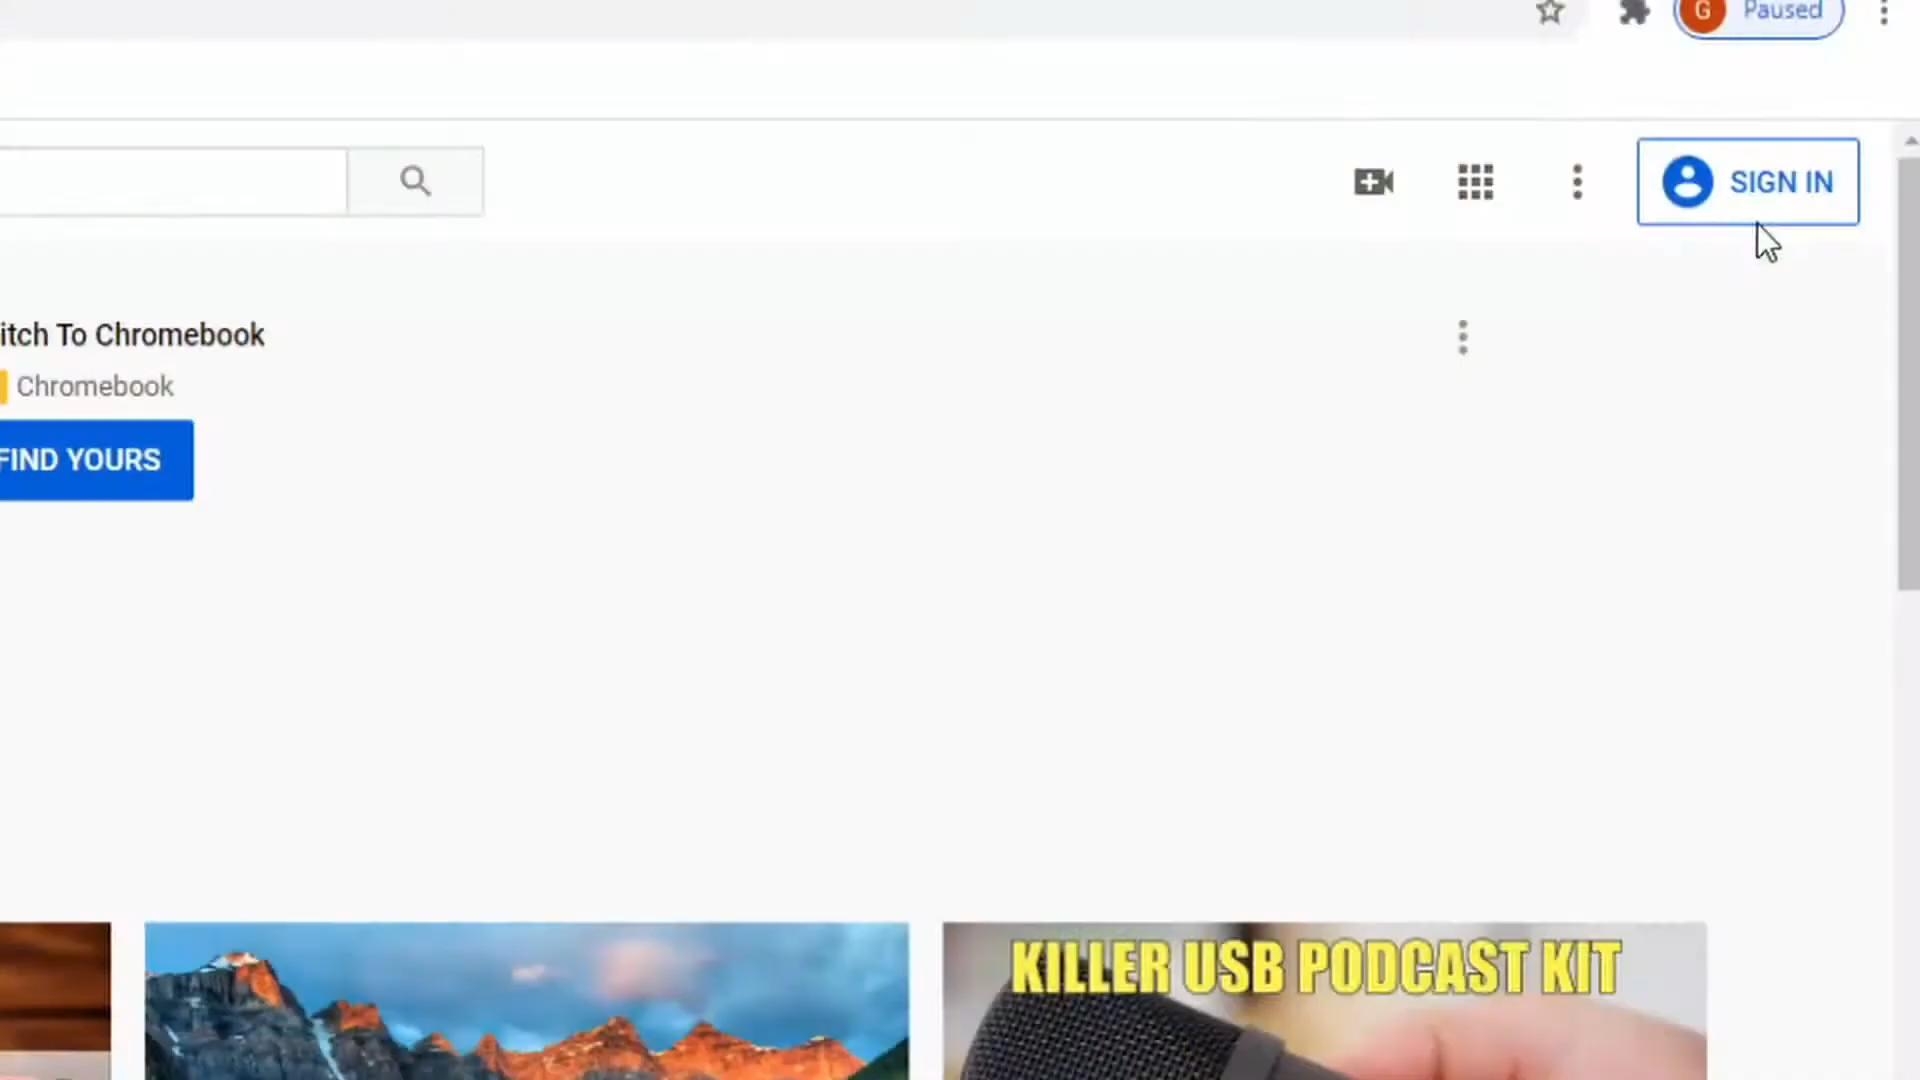 G Paused
SIGN IN
itch To Chromebook
Chromebook
FIND YOURS
KILLER USB PODCAST KIT